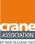 crane
ASSOCIATION
OF NEW ZEALAND INC